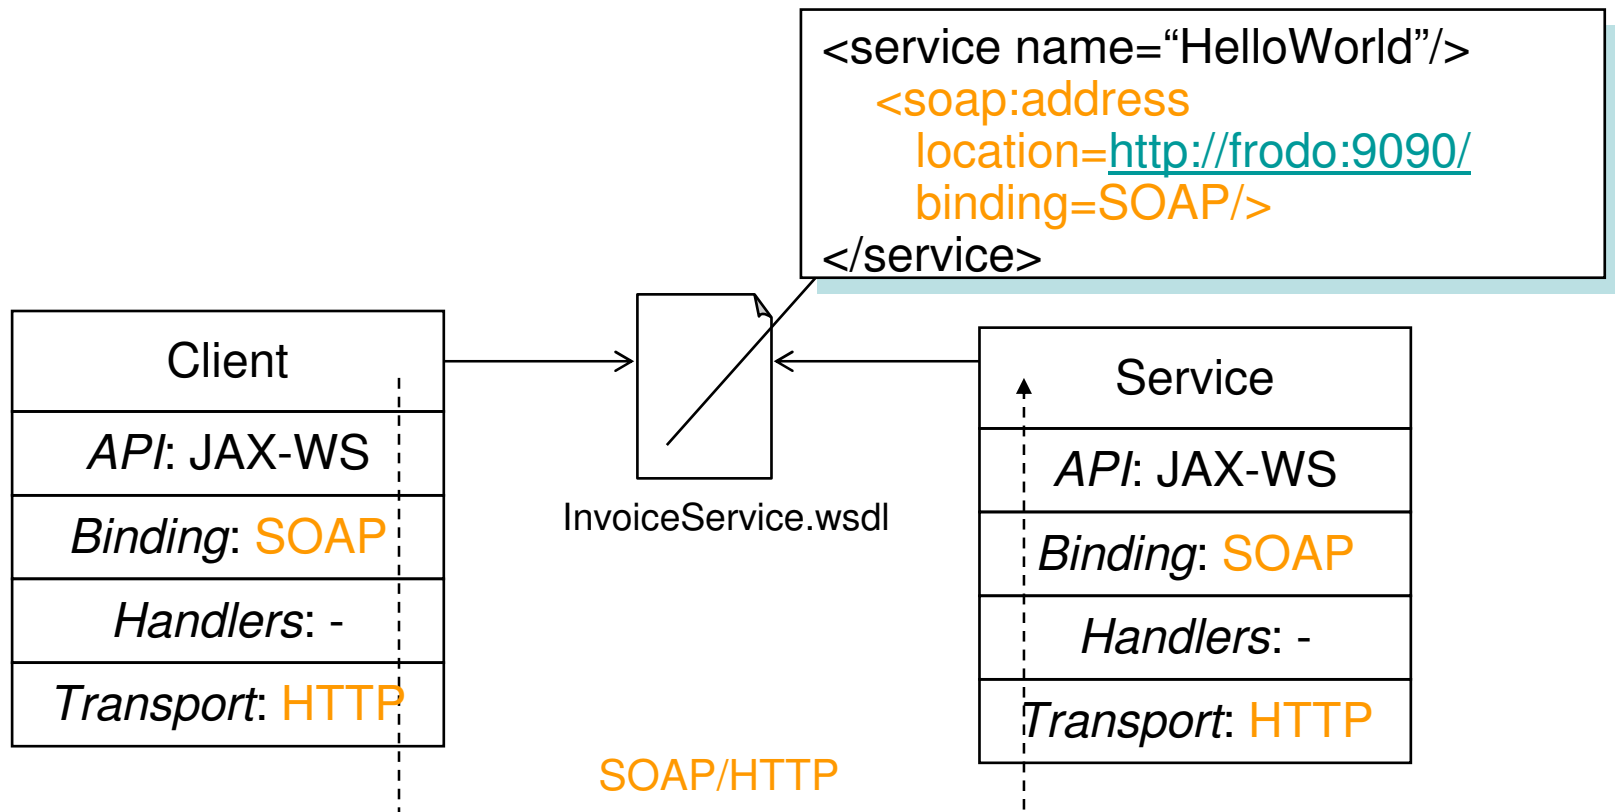 <service name=“HelloWorld”/>
<soap:address
location=http://frodo:9090/
binding=SOAP/>
</service>
Client
API: JAX-WS
Binding: SOAP
Handlers: -
Transport: HTTP
InvoiceService.wsdl
Service
API: JAX-WS
Binding: SOAP
Handlers: -
Transport: HTTP
SOAP/HTTP